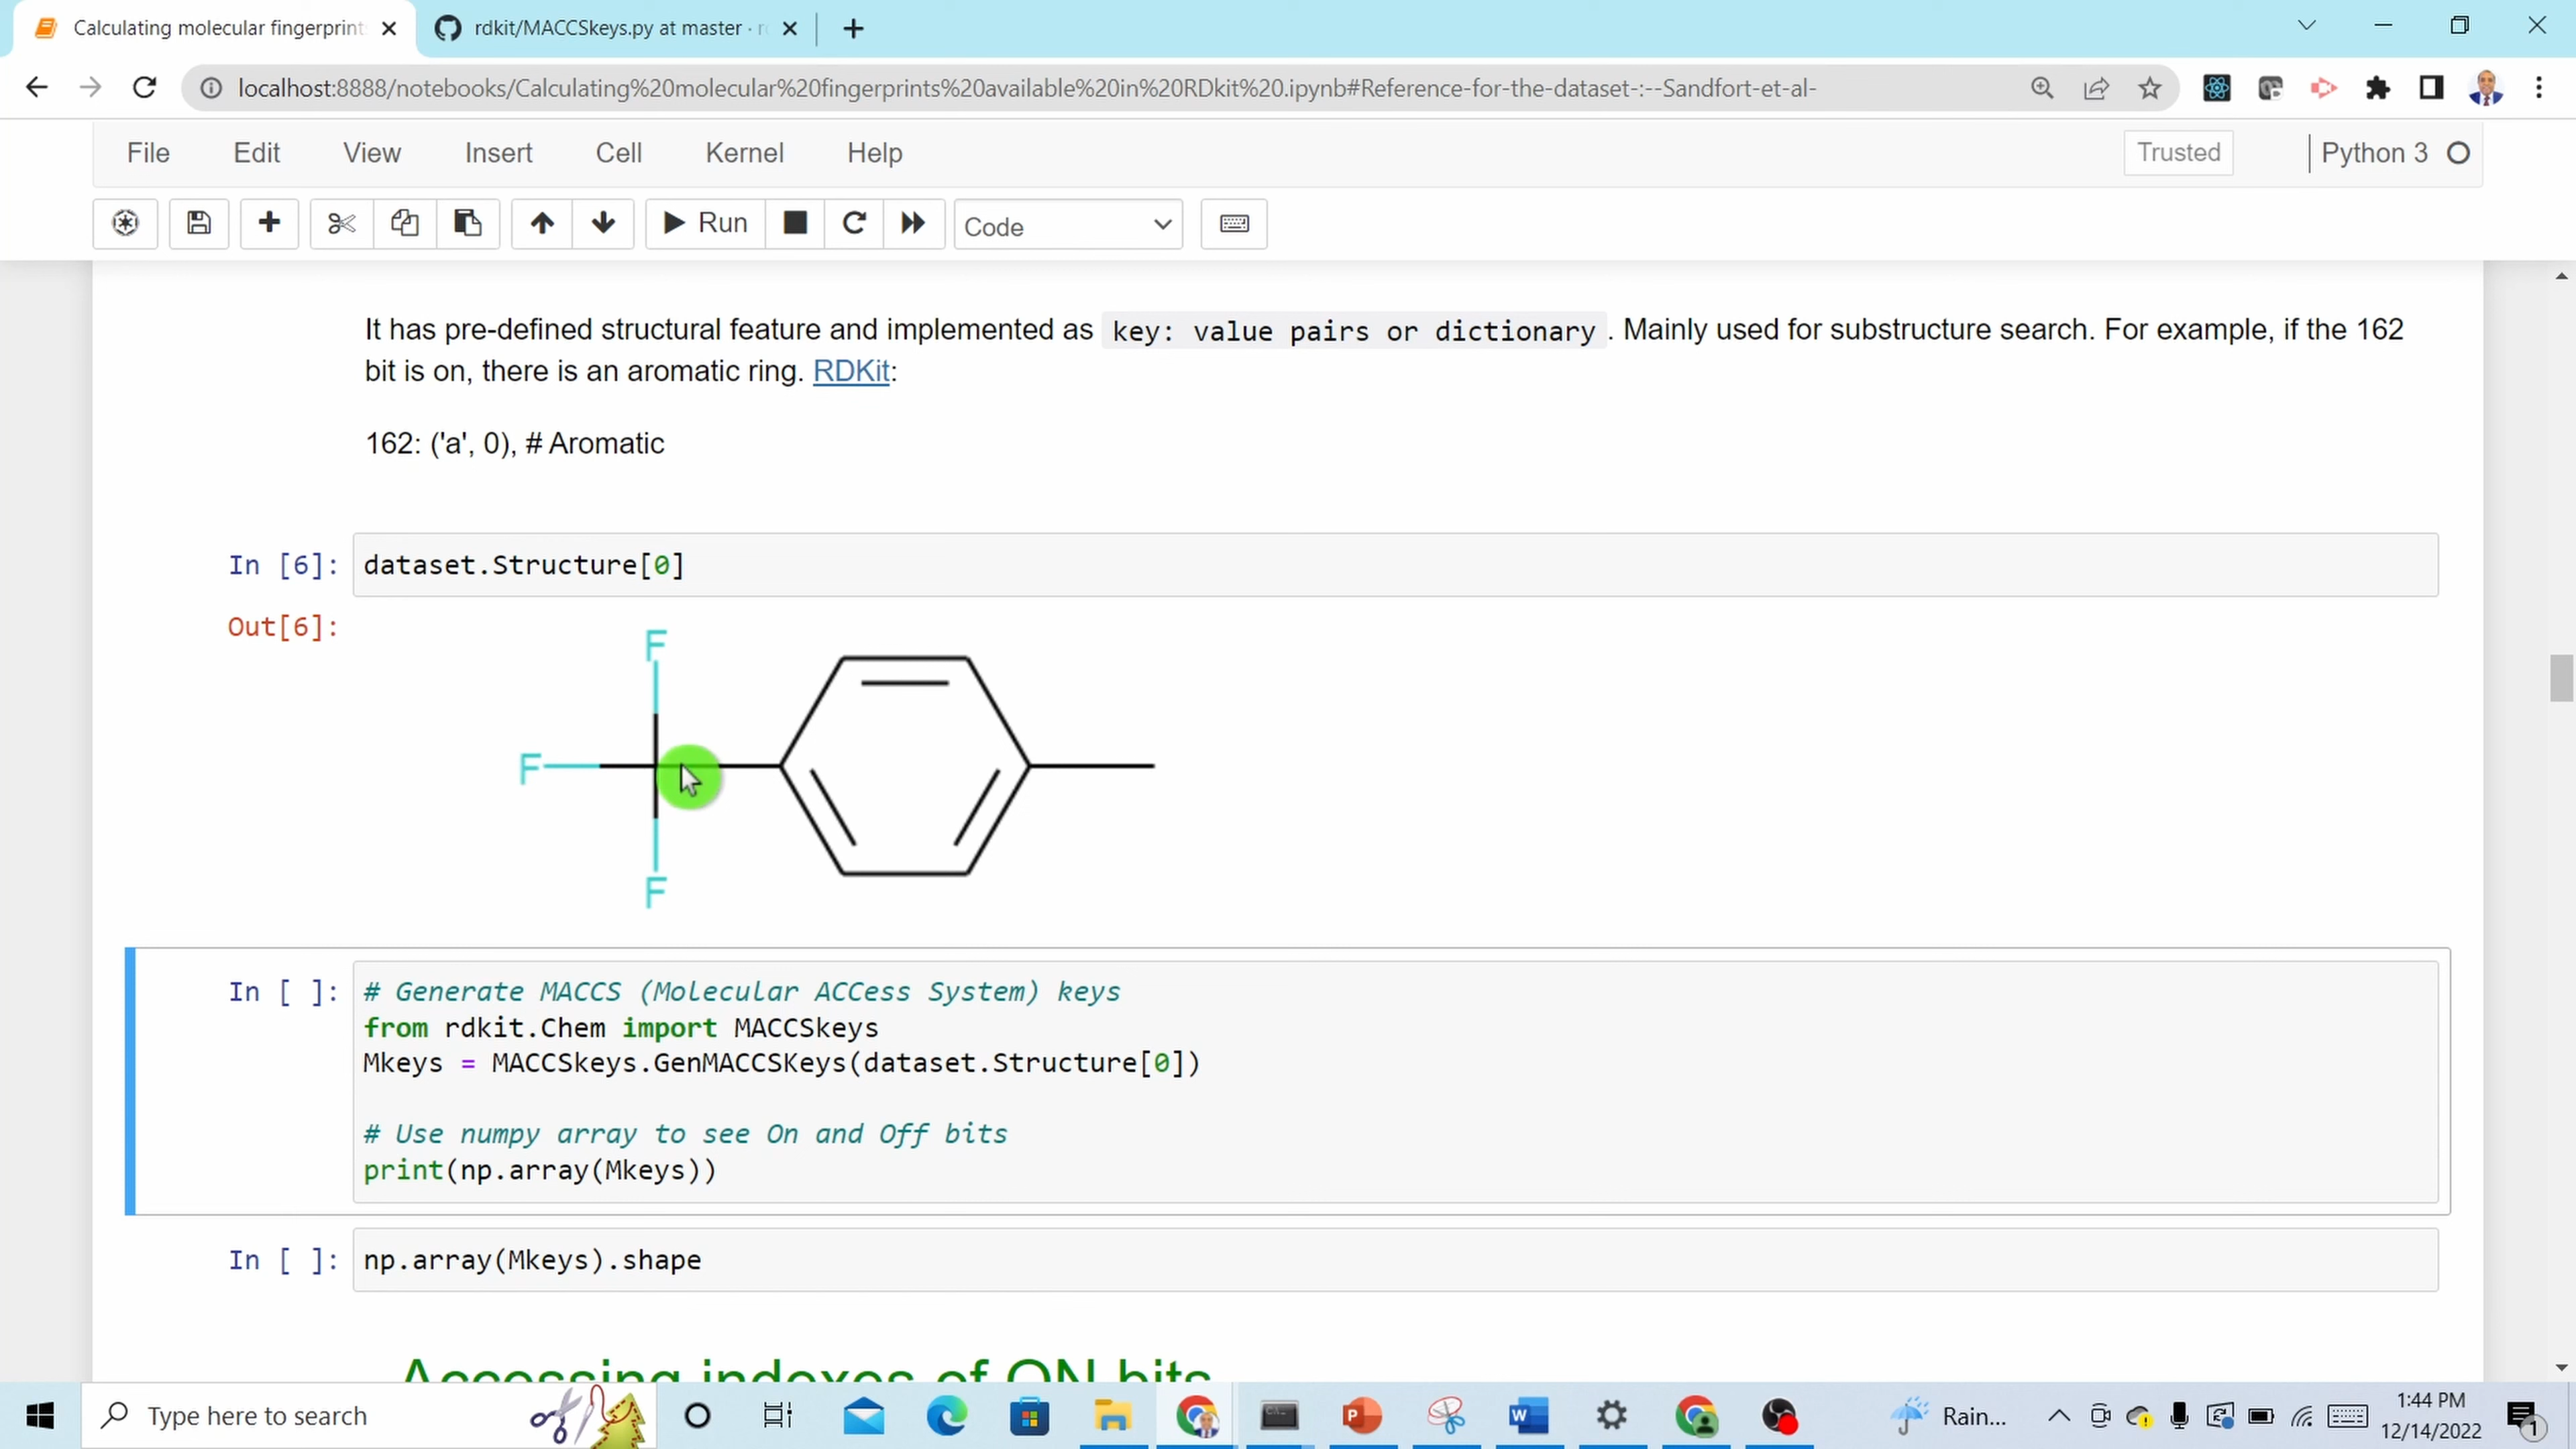 Calculating molecular fingerprint
rdkit/MACCSkeys.py at master · r
localhost:8888/notebooks/Calculating%20molecular%20fingerprints%20available%20in%20RDkit%20.ipynb#Reference-for-the-dataset-:--Sandfort-et-al-
File Edit View Insert Cell Kernel Help Trusted Python 3
Run Code
It has pre-defined structural feature and implemented as key: value pairs or dictionary. Mainly used for substructure search. For example, if the 162
bit is on, there is an aromatic ring. RDKit:
162: ('a', 0), # Aromatic
In [6]: dataset.Structure[0]
Out[6]:
F
F
F
In [ ]: # Generate MACCS (Molecular ACCess System) keys
from rdkit.Chem import MACCSkeys
Mkeys = MACCSkeys.GenMACCSKeys(dataset.Structure[0])
# Use numpy array to see On and Off bits
print(np.array(Mkeys))
In [ ]: np.array(Mkeys).shape
Accessing indexes of ON bits
Type here to search
Rain...
1:44 PM
12/14/2022
1